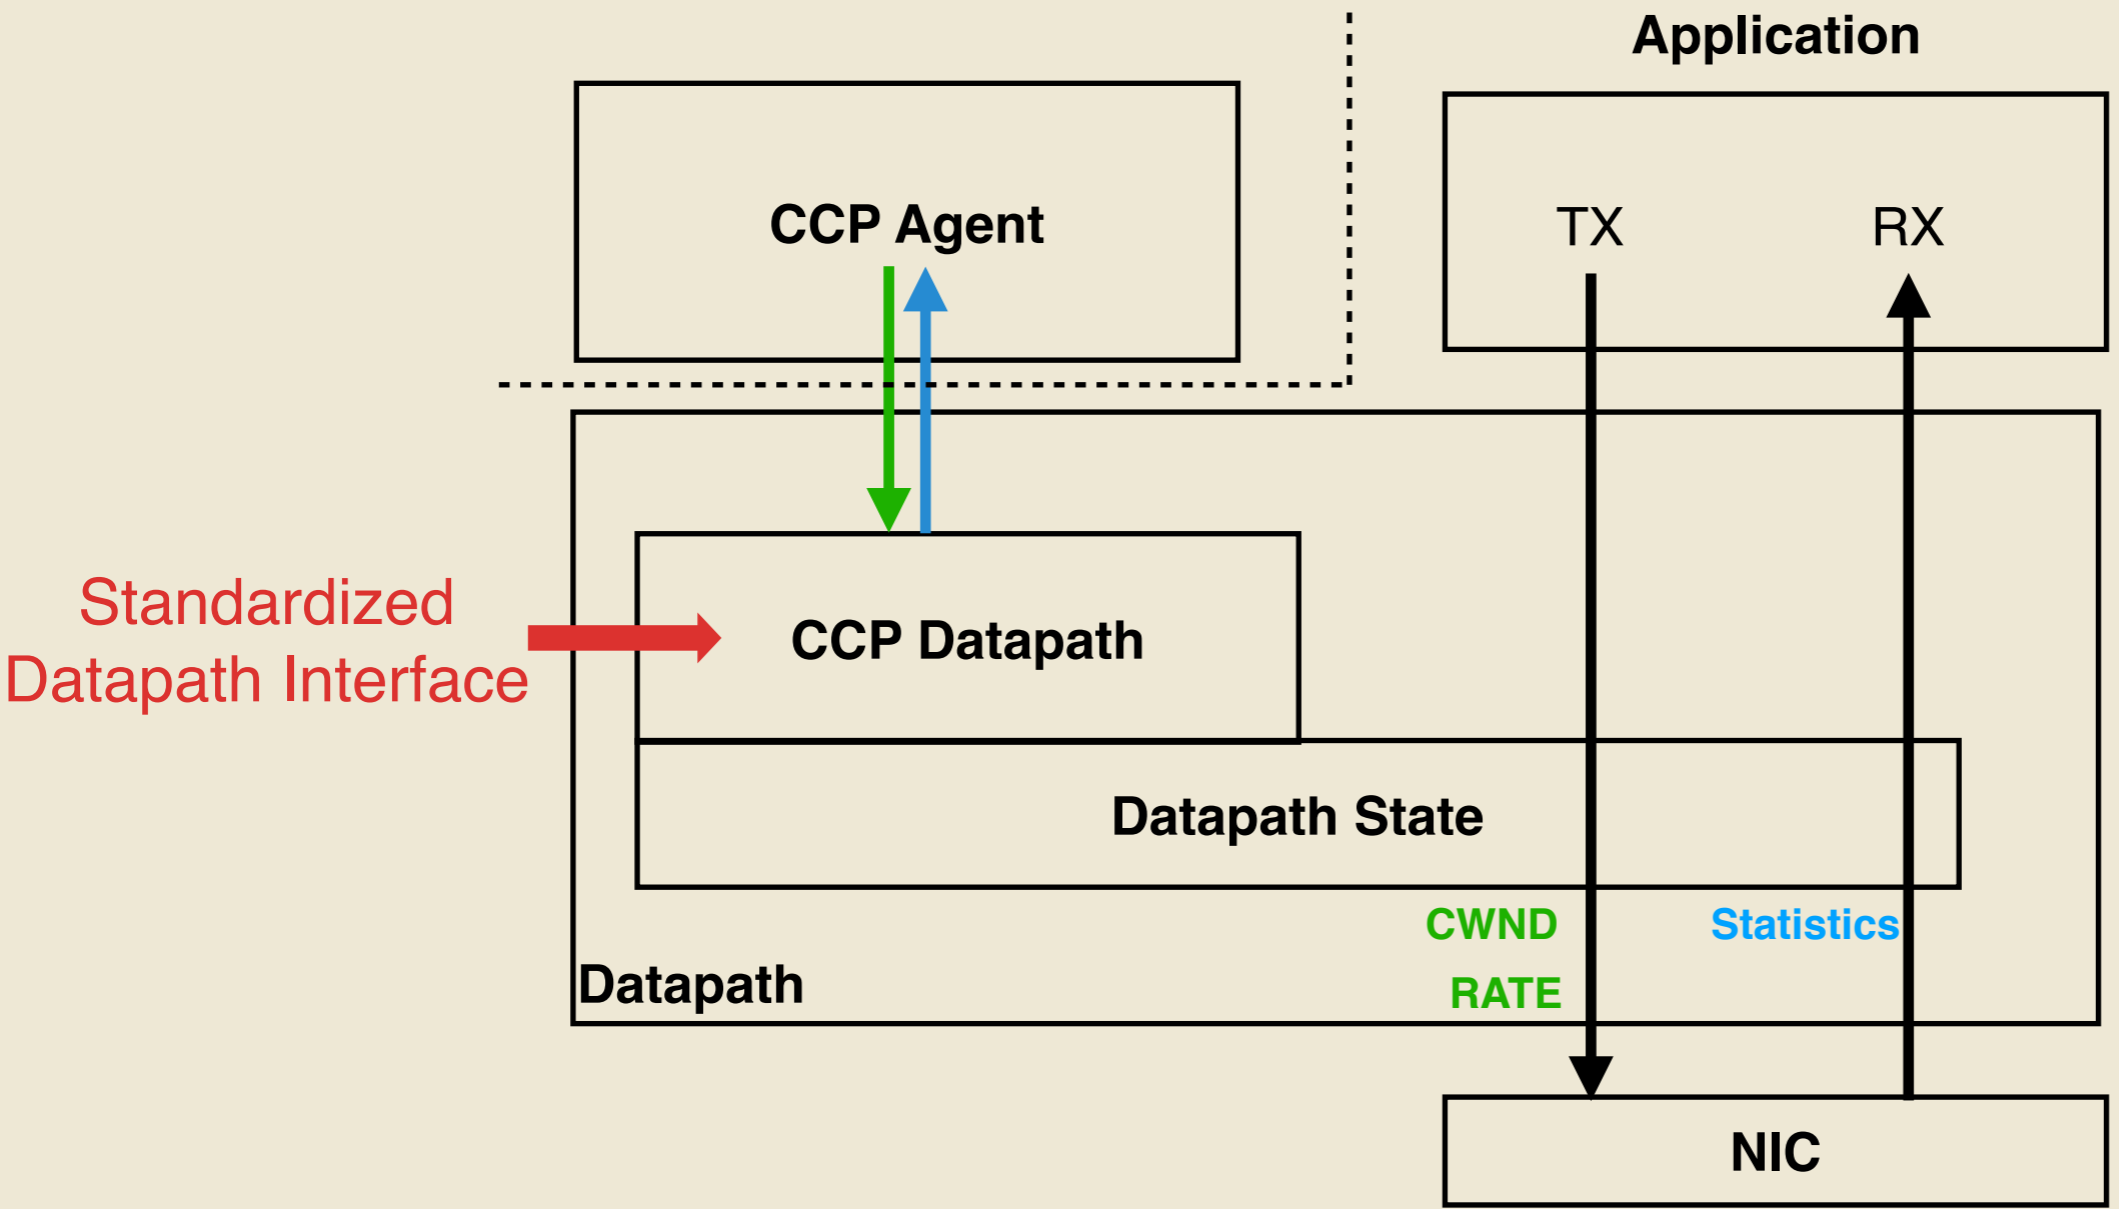 Application
CCP Agent
TX
RX
Standardized
Datapath Interface
CCP Datapath
Datapath State
CWND
Statistics
RATE
Datapath
NIC